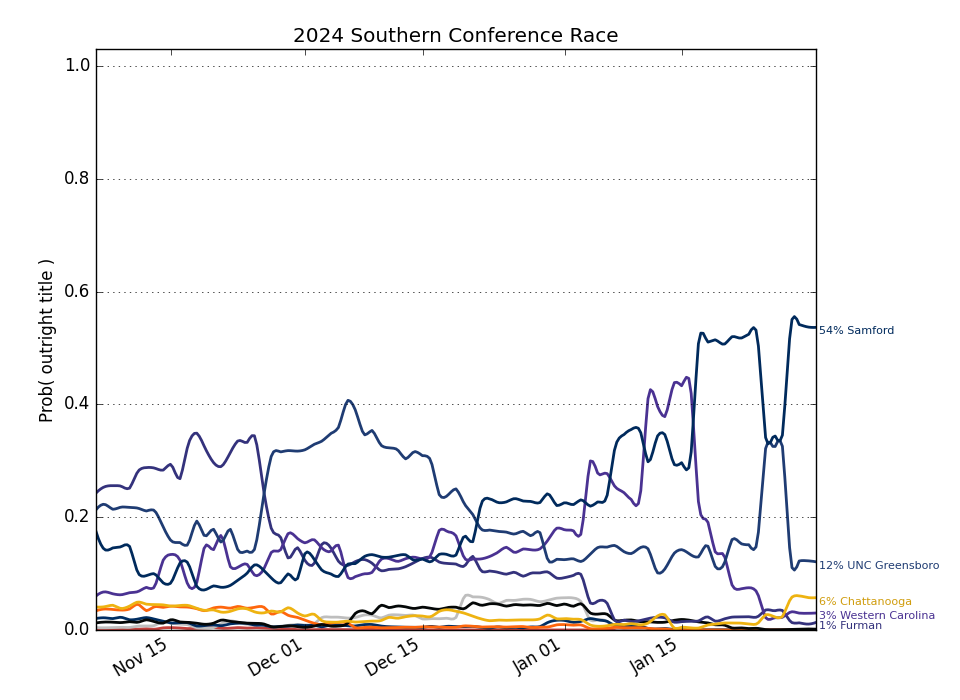 2024 Southern Conference Race
1.0
0.8
0.6
0.4
0.2
0.0
Prob( outright title )
54% Samford
12% UNC Greensboro
6% Chattanooga
3% Western Carolina
1% Furman
Nov 15
Dec 01
Dec 15
Jan 01
Jan 15